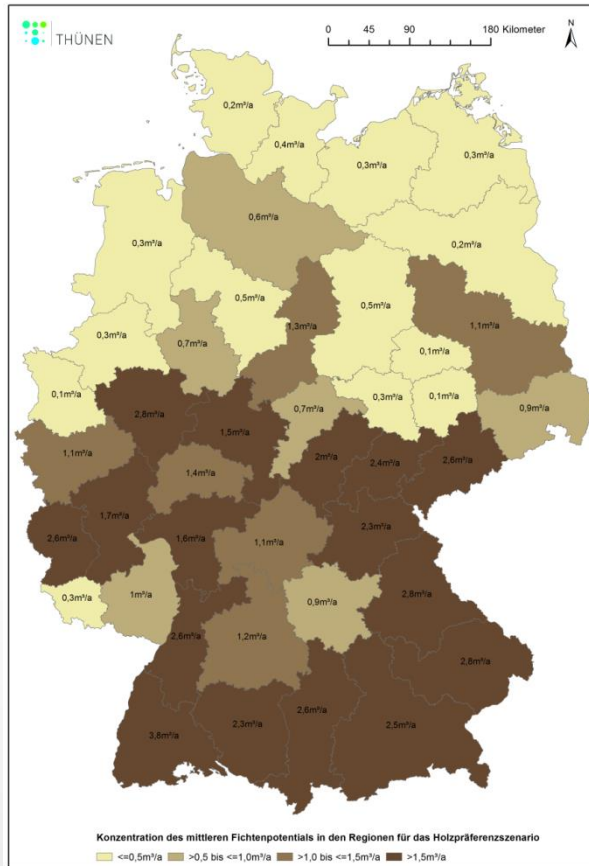 THÜNEN
0 45 90 180 Kilometer
N
0,2m³/a
0,4m³/a
0,3m³/a
0,3m³/a
0,6m³/a
0,3m³/a
0,2m³/a
0,5m³/a
0,5m³/a
1,3m³/a
1,1m³/a
0,3m³/a
0,7m³/a
0,1m³/a
0,1m³/a
2,8m³/a
0,3m³/a
0,1m³/a
0,7m³/a
0,9m³/a
1,5m³/a
1,1m³/a
1,4m³/a
2m³/a
2,4m³/a
2,6m³/a
1,7m³/a
2,3m³/a
2,6m³/a
1,6m³/a
1,1m³/a
2,8m³/a
0,3m³/a
1m³/a
0,9m³/a
2,6m³/a
1,2m³/a
2,8m³/a
2,6m³/a
3,8m³/a
2,3m³/a
2,5m³/a
Konzentration des mittleren Fichtenpotentials in den Regionen für das Holzpräferenzszenario
<=0,5m³/a >0,5 bis <=1,0m³/a >1,0 bis <=1,5m³/a >1,5m³/a